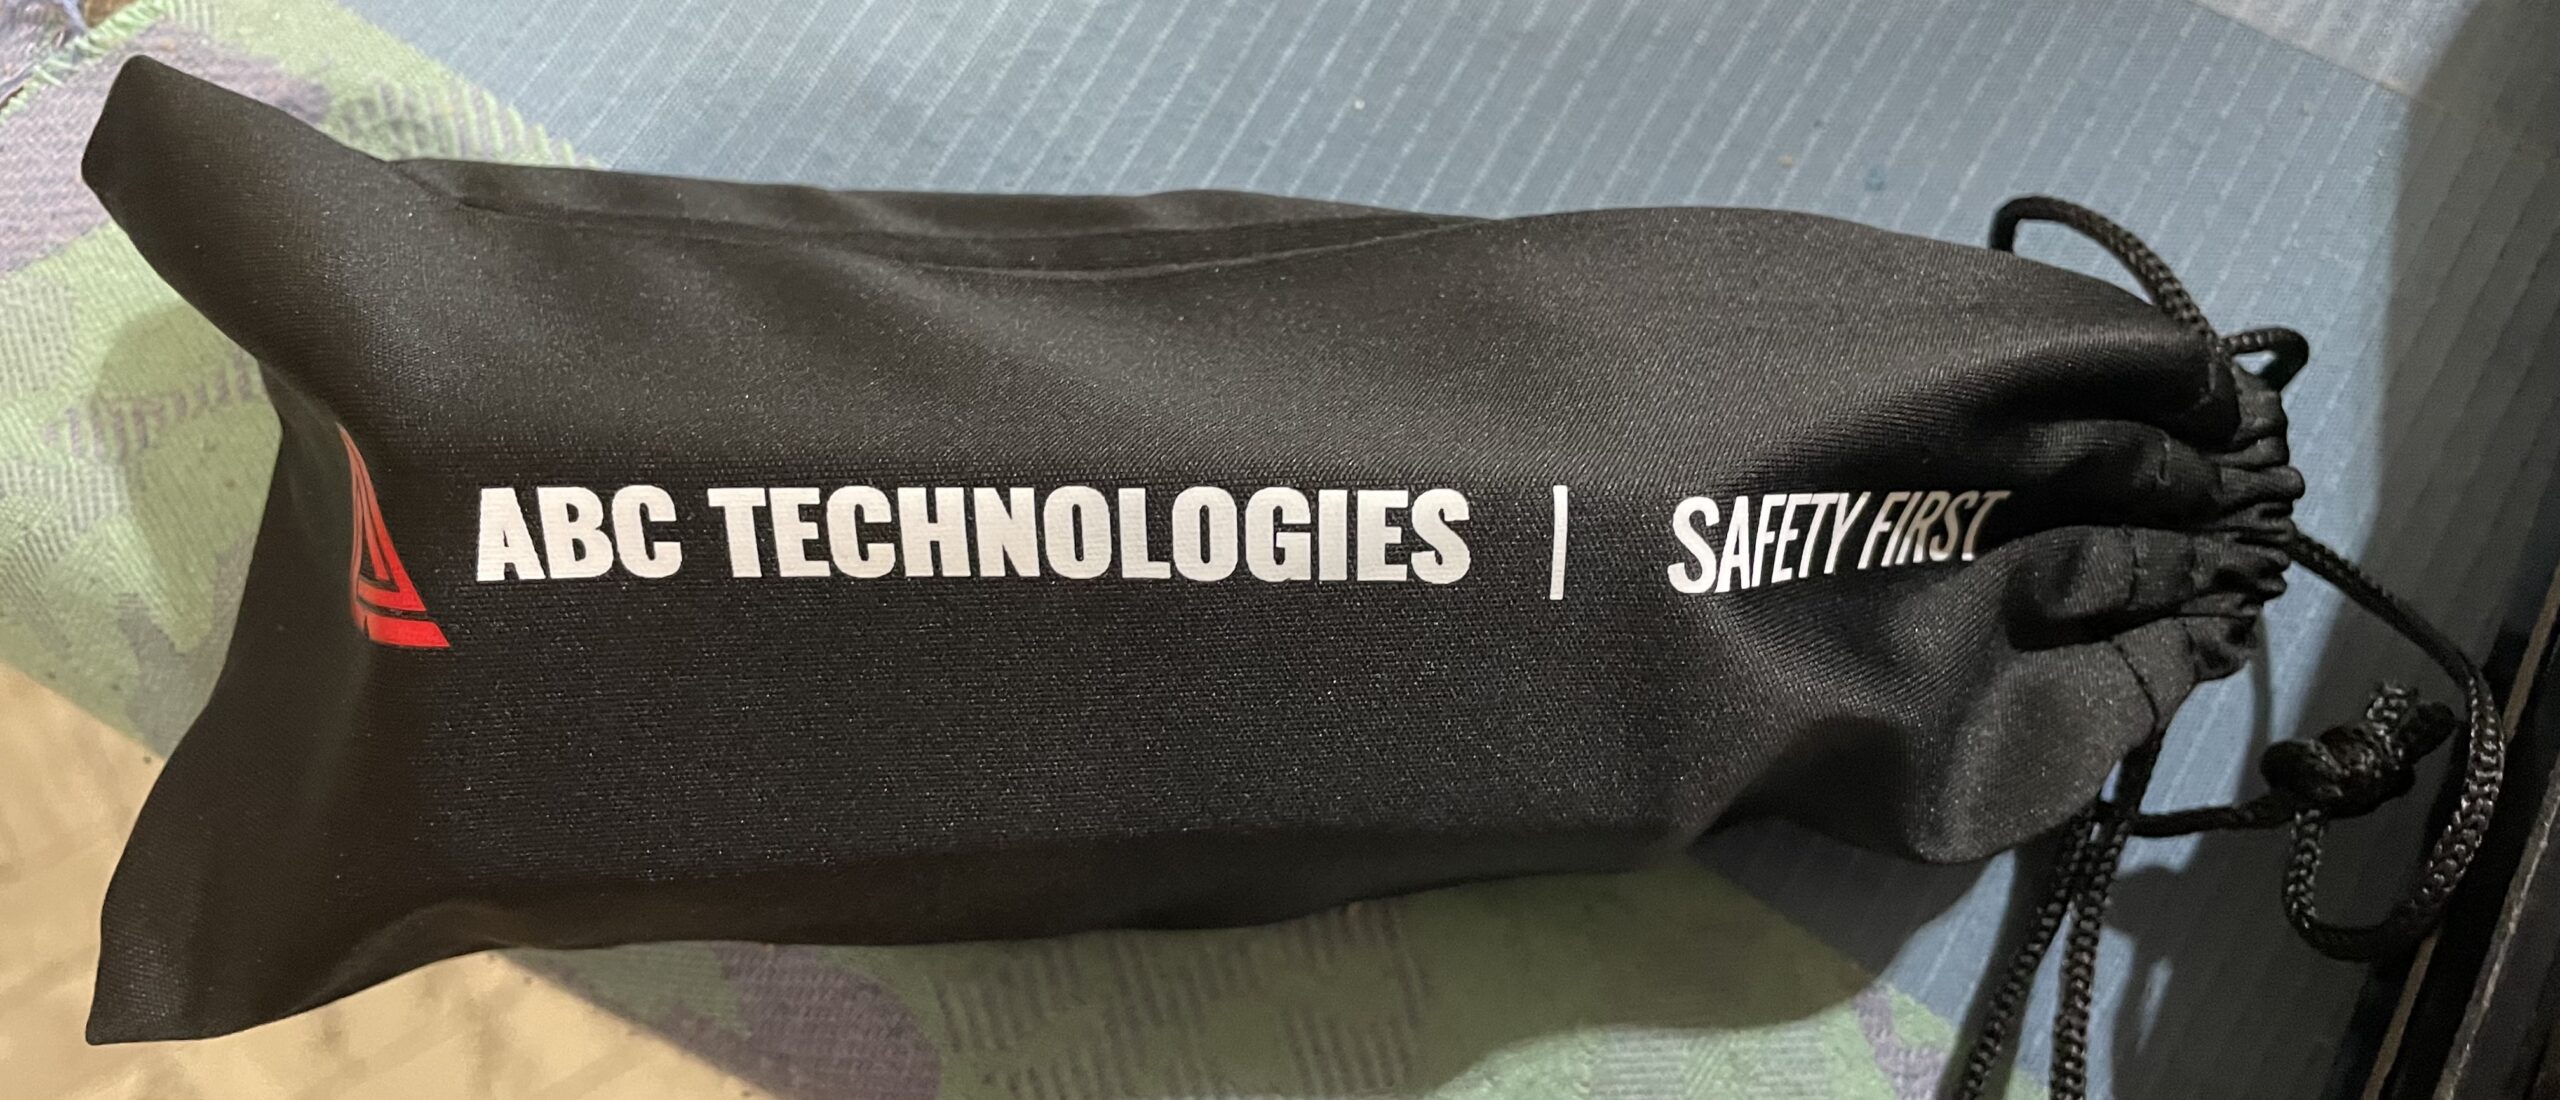 ABC TECHNOLOGIES | SAFETY FIRST